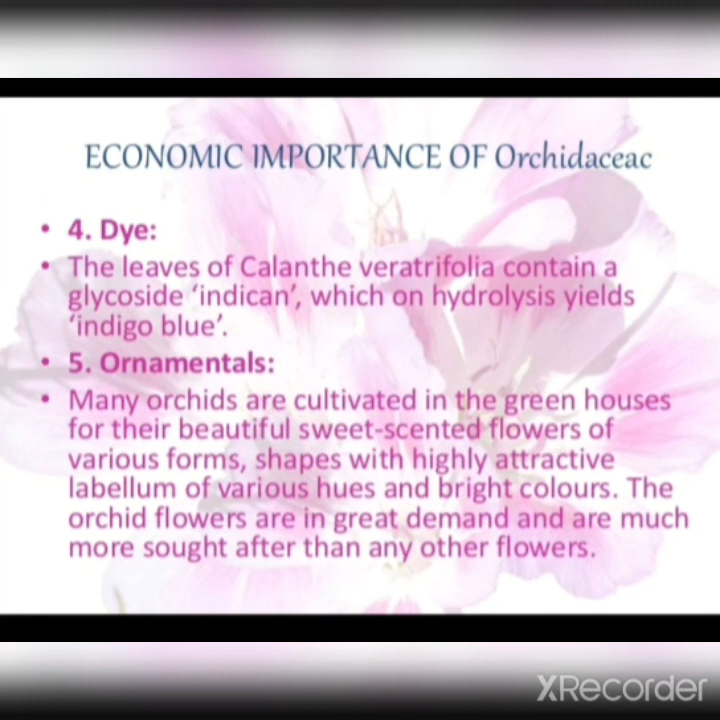 ECONOMIC IMPORTANCE OF Orchidaceac
• 4. Dye:
• The leaves of Calanthe veratrifolia contain a
glycoside ‘indican’, which on hydrolysis yields
‘indigo blue’.
• 5. Ornamentals:
• Many orchids are cultivated in the green houses
for their beautiful sweet-scented flowers of
various forms, shapes with highly attractive
labellum of various hues and bright colours. The
orchid flowers are in great demand and are much
more sought after than any other flowers.
XRecorder